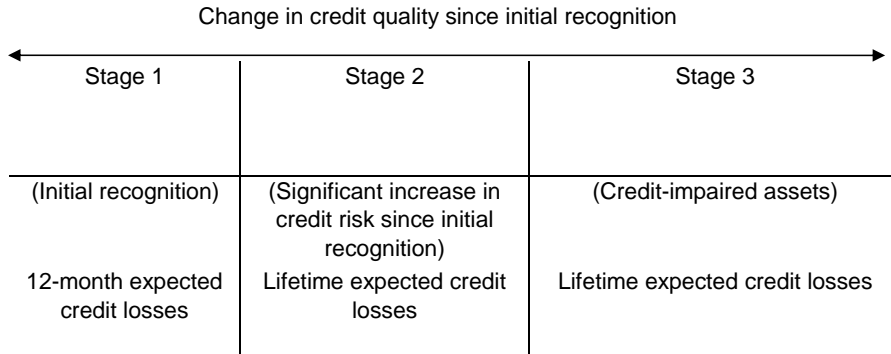 Change in credit quality since initial recognition
Stage 1
Stage 2
Stage 3
(Initial recognition)
(Significant increase in
credit risk since initial
recognition)
(Credit-impaired assets)
12-month expected
credit losses
Lifetime expected credit
losses
Lifetime expected credit losses